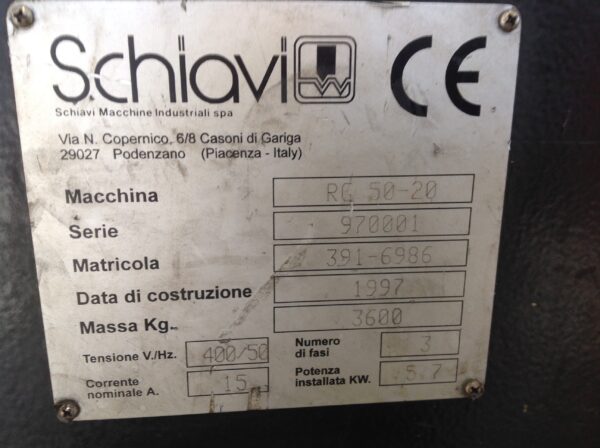 Schiavi CE
Schiavi Macchine Industriali spa
Via N. Copernico, 6/8 Casoni di Gariga
29027 Podenzano (Piacenza - Italy)
Macchina RG 50-20
Serie 970001
Matricola 391-6986
Data di costruzione 1997
Massa Kg. 3600
Tensione V./Hz. 400/50
Numero di fasi 3
Corrente nominale A. 15
Potenza installata KW. 5.7